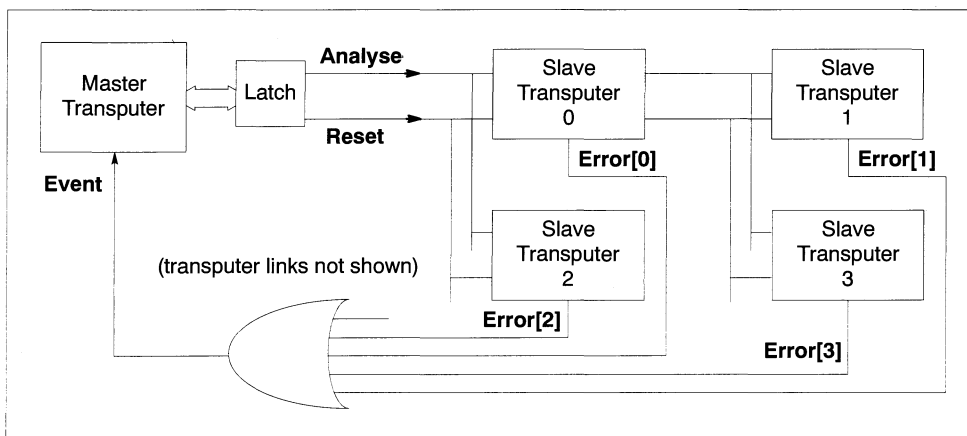 Master
Transputer
Latch
Analyse
Reset
Slave
Transputer
0
Slave
Transputer
1
Error[0]
Error[1]
Event
Slave
Transputer
2
Slave
Transputer
3
(transputer links not shown)
Error[2]
Error[3]